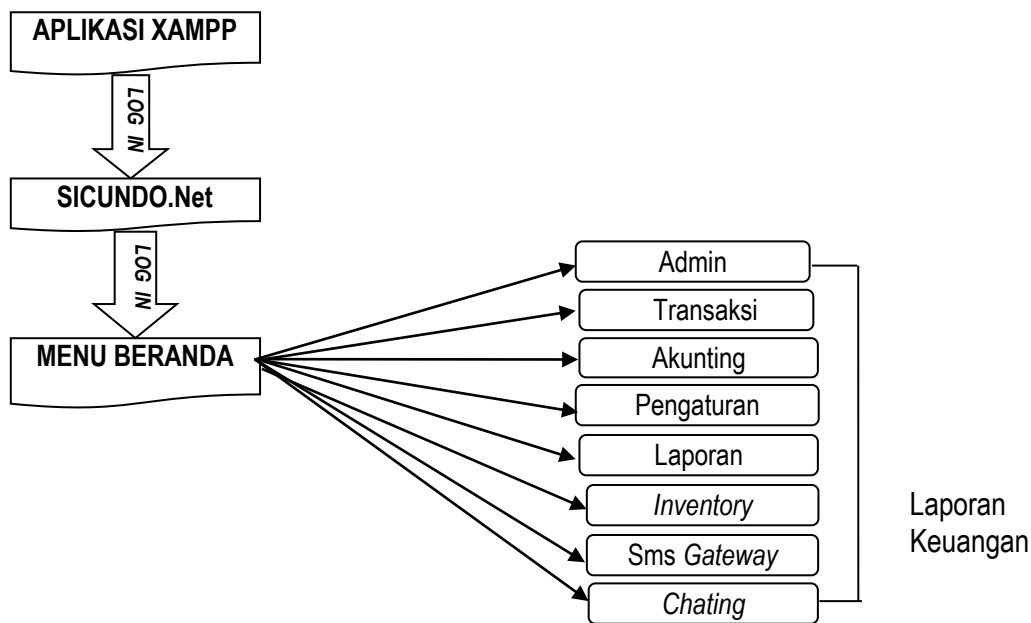 APLIKASI XAMPP
LOG IN
SICUNDO.Net
LOG IN
MENU BERANDA
Admin
Transaksi
Akunting
Pengaturan
Laporan
Inventory
Sms Gateway
Chating
Laporan
Keuangan